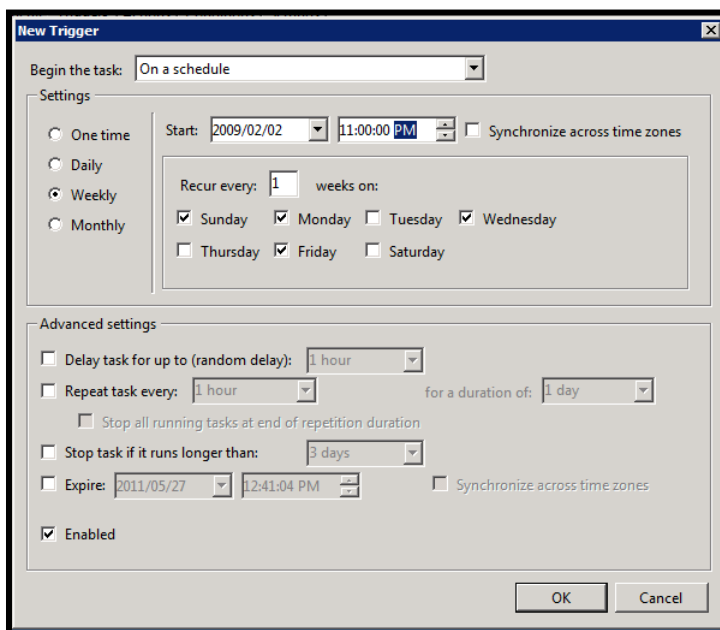 New Trigger
Begin the task: On a schedule
Settings
One time
Daily
Weekly
Monthly
Start: 2009/02/02 11:00:00 PM Synchronize across time zones
Recur every: 1 weeks on:
Sunday Monday Tuesday Wednesday
Thursday Friday Saturday
Advanced settings
Delay task for up to (random delay): 1 hour
Repeat task every: 1 hour for a duration of: 1 day
Stop all running tasks at end of repetition duration
Stop task if it runs longer than: 3 days
Expire: 2011/05/27 12:41:04 PM Synchronize across time zones
Enabled
OK Cancel